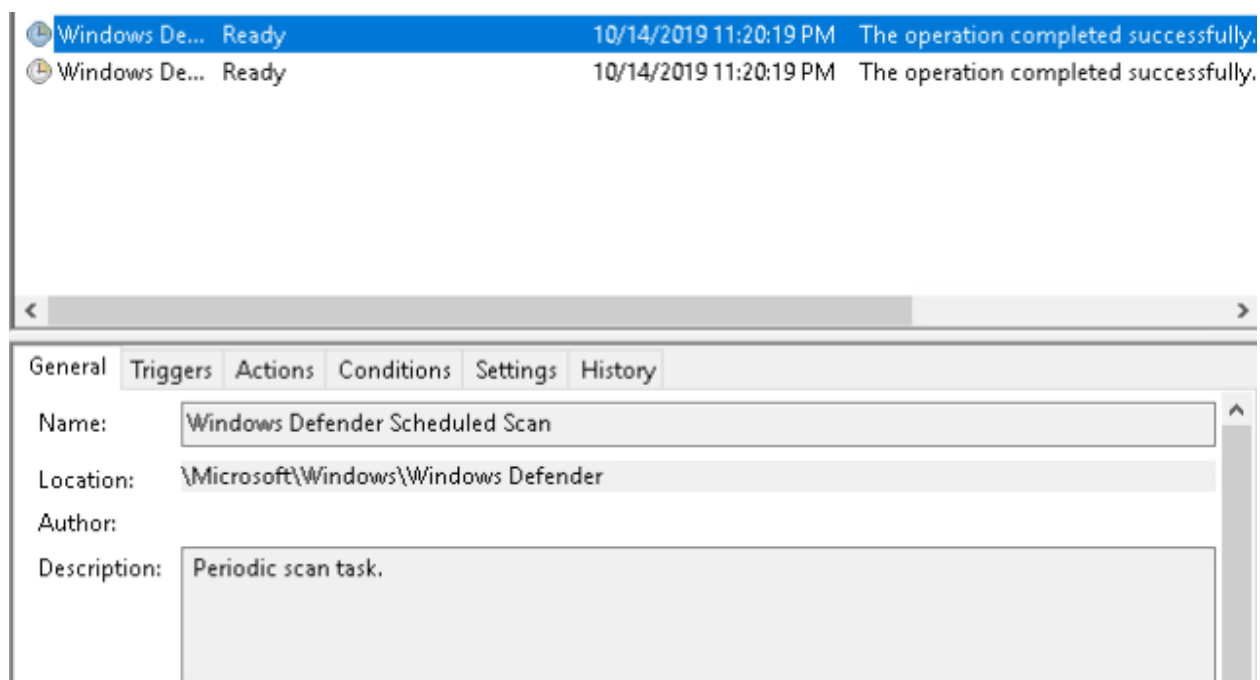 Windows De... Ready 10/14/2019 11:20:19 PM The operation completed successfully.
Windows De... Ready 10/14/2019 11:20:19 PM The operation completed successfully.
General Triggers Actions Conditions Settings History
Name: Windows Defender Scheduled Scan
Location: \Microsoft\Windows\Windows Defender
Author:
Description: Periodic scan task.